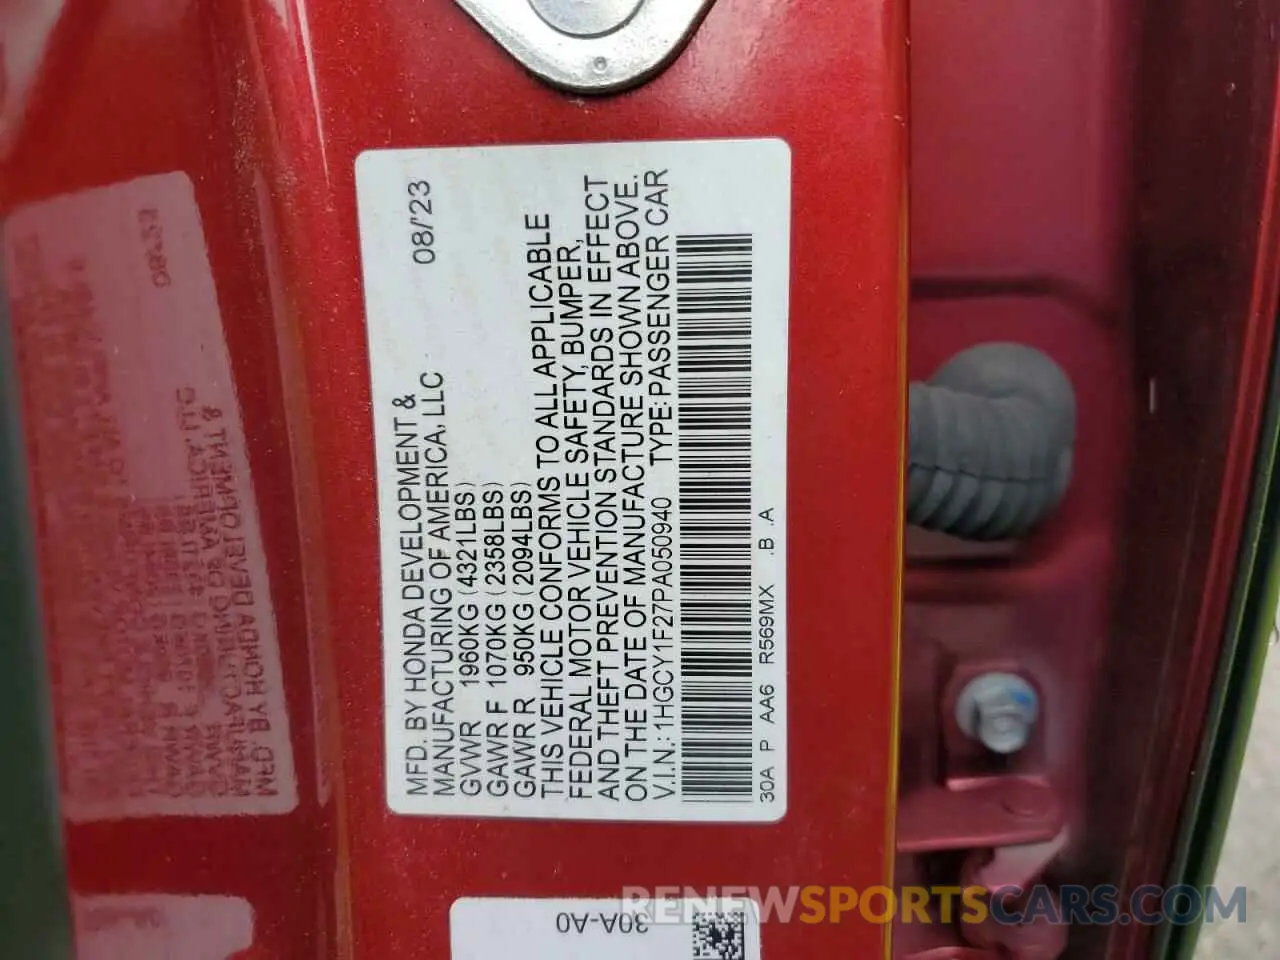 MFD. BY HONDA DEVELOPMENT &
MANUFACTURING OF AMERICA, LLC 08/'23
GVWR 1960KG (4321LBS)
GAWR F 1070KG (2358LBS)
GAWR R 950KG (2094LBS)
THIS VEHICLE CONFORMS TO ALL APPLICABLE
FEDERAL MOTOR VEHICLE SAFETY, BUMPER,
AND THEFT PREVENTION STANDARDS IN EFFECT
ON THE DATE OF MANUFACTURE SHOWN ABOVE.
V.I.N.: 1HGCY1F27PA050940 TYPE: PASSENGER CAR
30A P AA6 R569MX .B .A
30A-A0
RENEWSPORTSCARS.COM